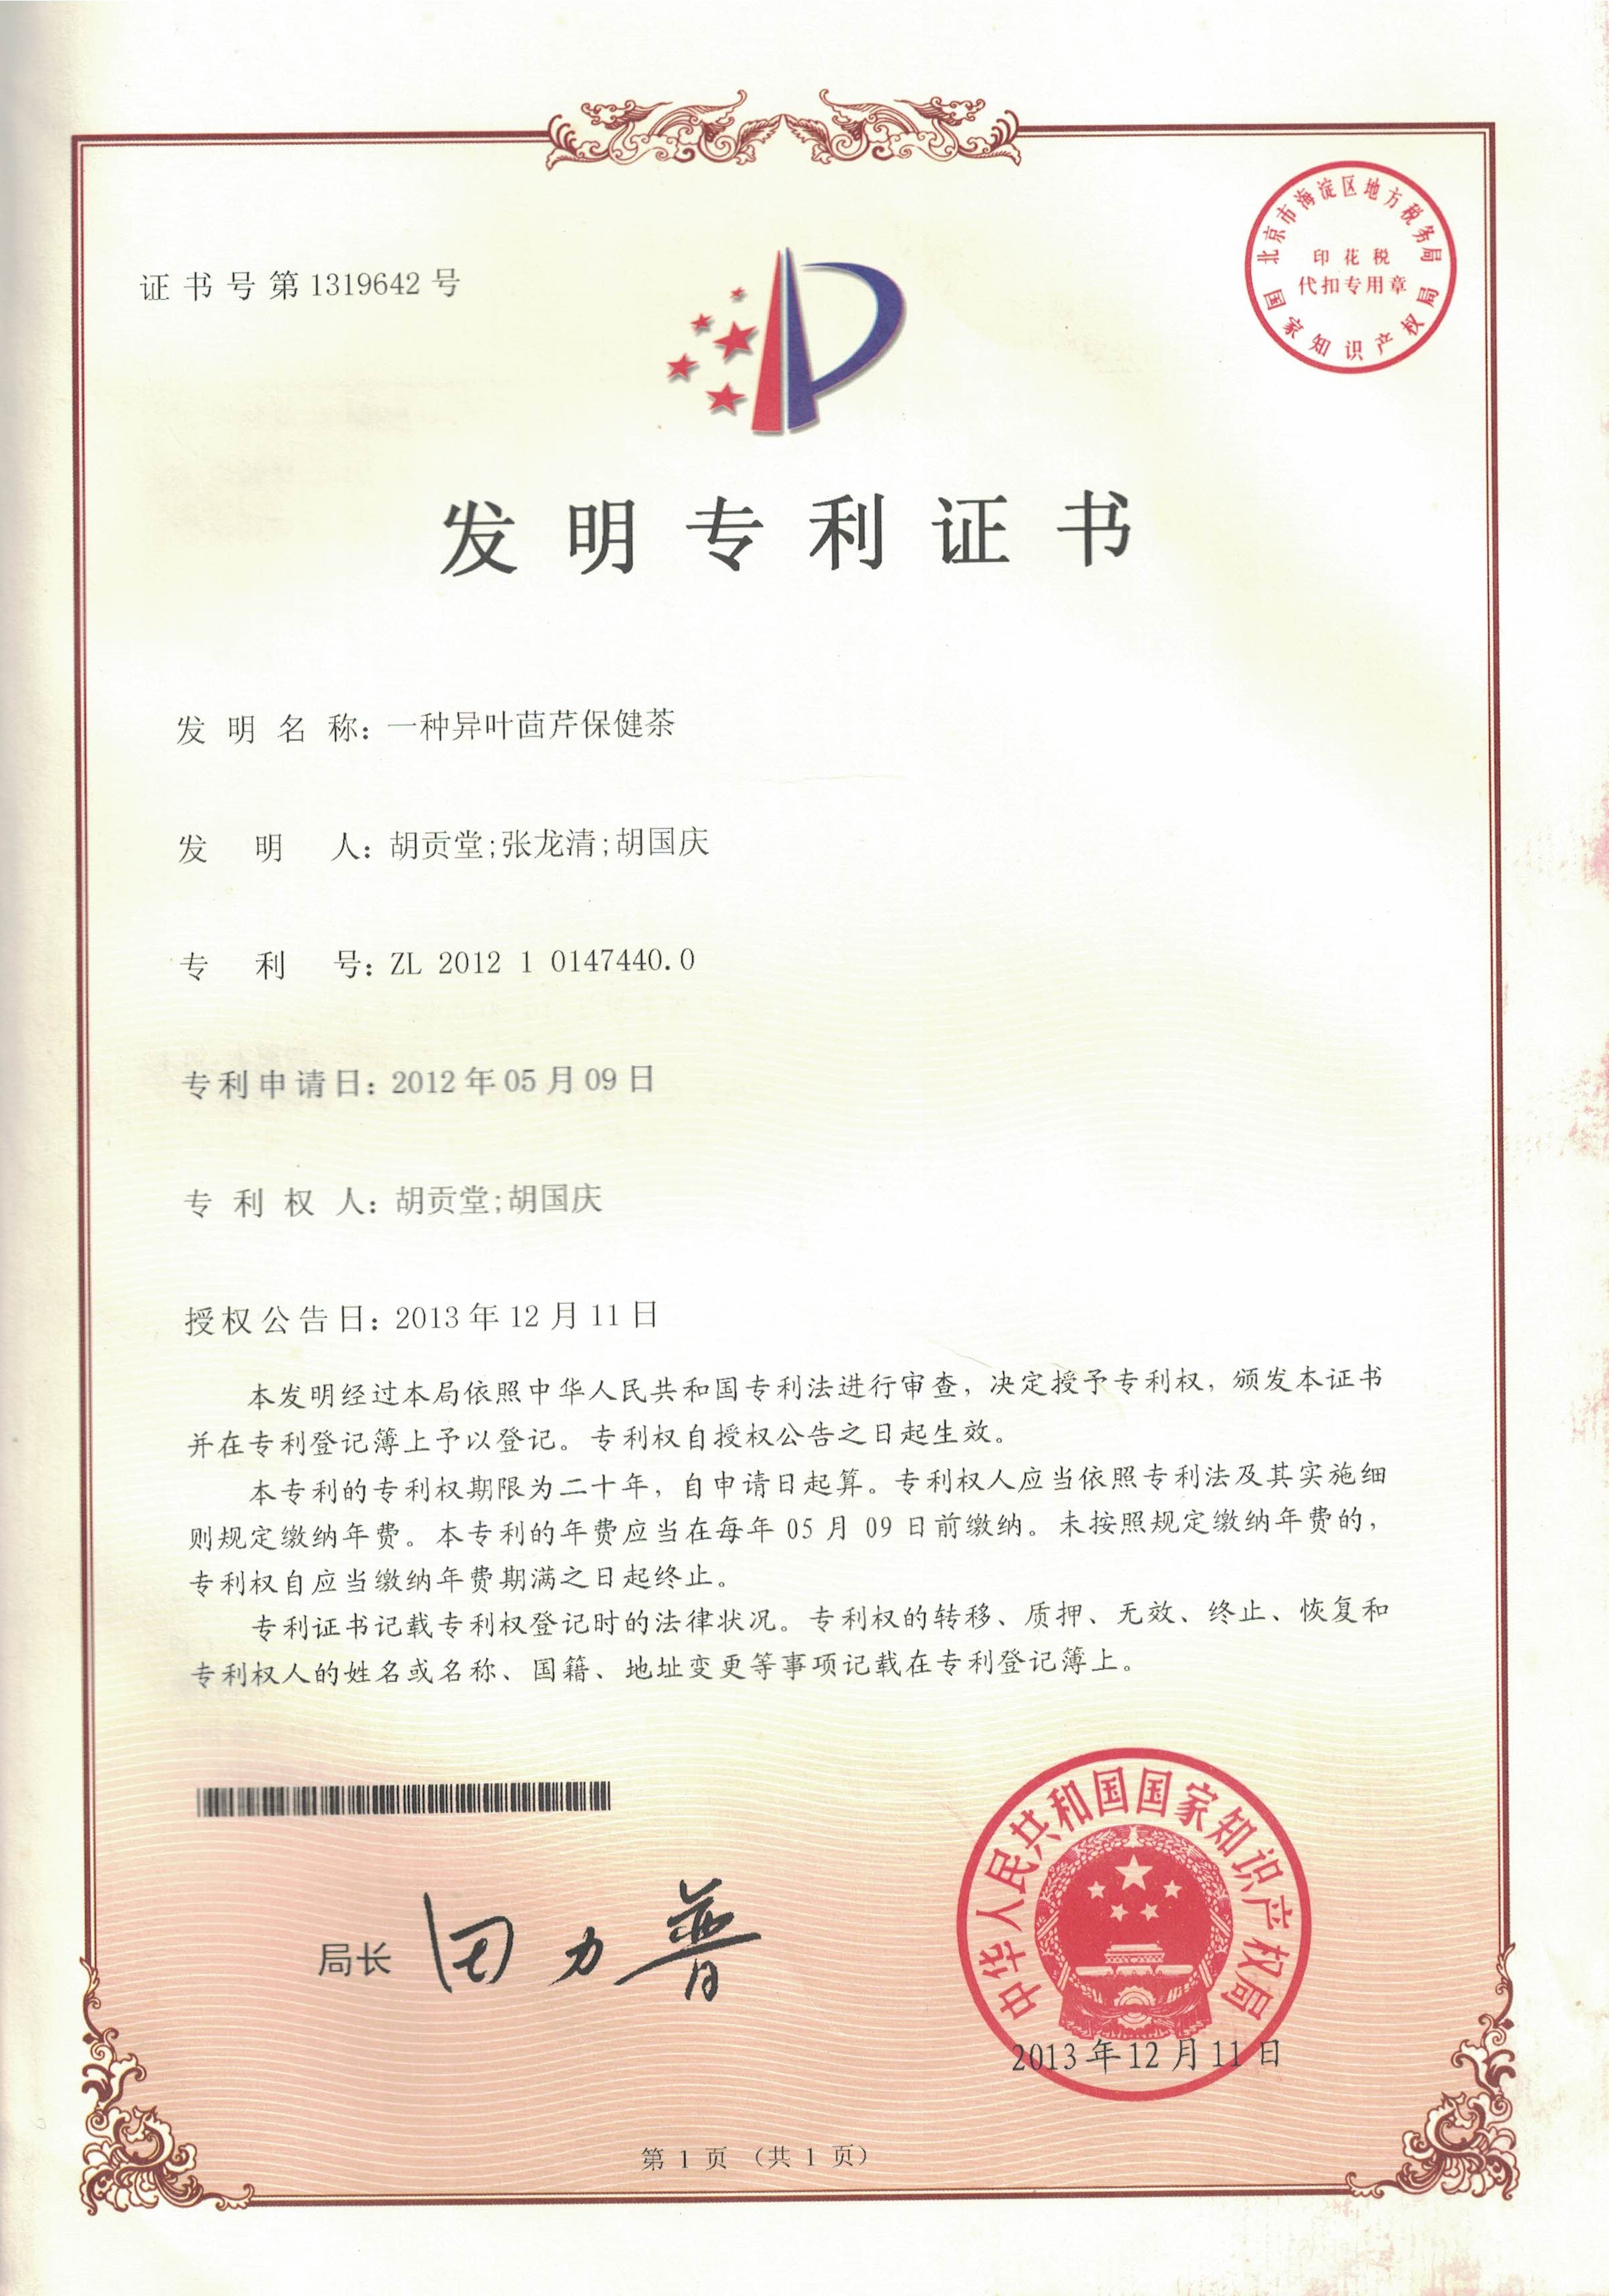 证书号第1319642号
北京市海淀区地方税务局
印花税
代扣专用章
国家知识产权局
发明专利证书
发明名称：一种异叶茴芹保健茶
发明人：胡贡堂;张龙清;胡国庆
专利号：ZL 2012 1 0147440.0
专利申请日：2012年05月09日
专利权人：胡贡堂;胡国庆
授权公告日：2013年12月11日
本发明经过本局依照中华人民共和国专利法进行审查，决定授予专利权，颁发本证书
并在专利登记簿上予以登记。专利权自授权公告之日起生效。
本专利的专利权期限为二十年，自申请日起算。专利权人应当依照专利法及其实施细
则规定缴纳年费。本专利的年费应当在每年 05 月 09 日前缴纳。未按照规定缴纳年费的，
专利权自应当缴纳年费期满之日起终止。
专利证书记载专利权登记时的法律状况。专利权的转移、质押、无效、终止、恢复和
专利权人的姓名或名称、国籍、地址变更等事项记载在专利登记簿上。
中华人民共和国国家知识产权局
局长 田力普
2013年12月11日
第 1 页 （共 1 页）